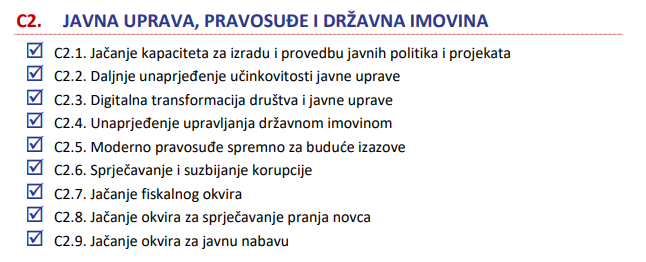 C2. JAVNA UPRAVA, PRAVOSUĐE I DRŽAVNA IMOVINA
C2.1. Jačanje kapaciteta za izradu i provedbu javnih politika i projekata
C2.2. Daljnje unaprjeđenje učinkovitosti javne uprave
C2.3. Digitalna transformacija društva i javne uprave
C2.4. Unaprjeđenje upravljanja državnom imovinom
C2.5. Moderno pravosuđe spremno za buduće izazove
C2.6. Sprječavanje i suzbijanje korupcije
C2.7. Jačanje fiskalnog okvira
C2.8. Jačanje okvira za sprječavanje pranja novca
C2.9. Jačanje okvira za javnu nabavu